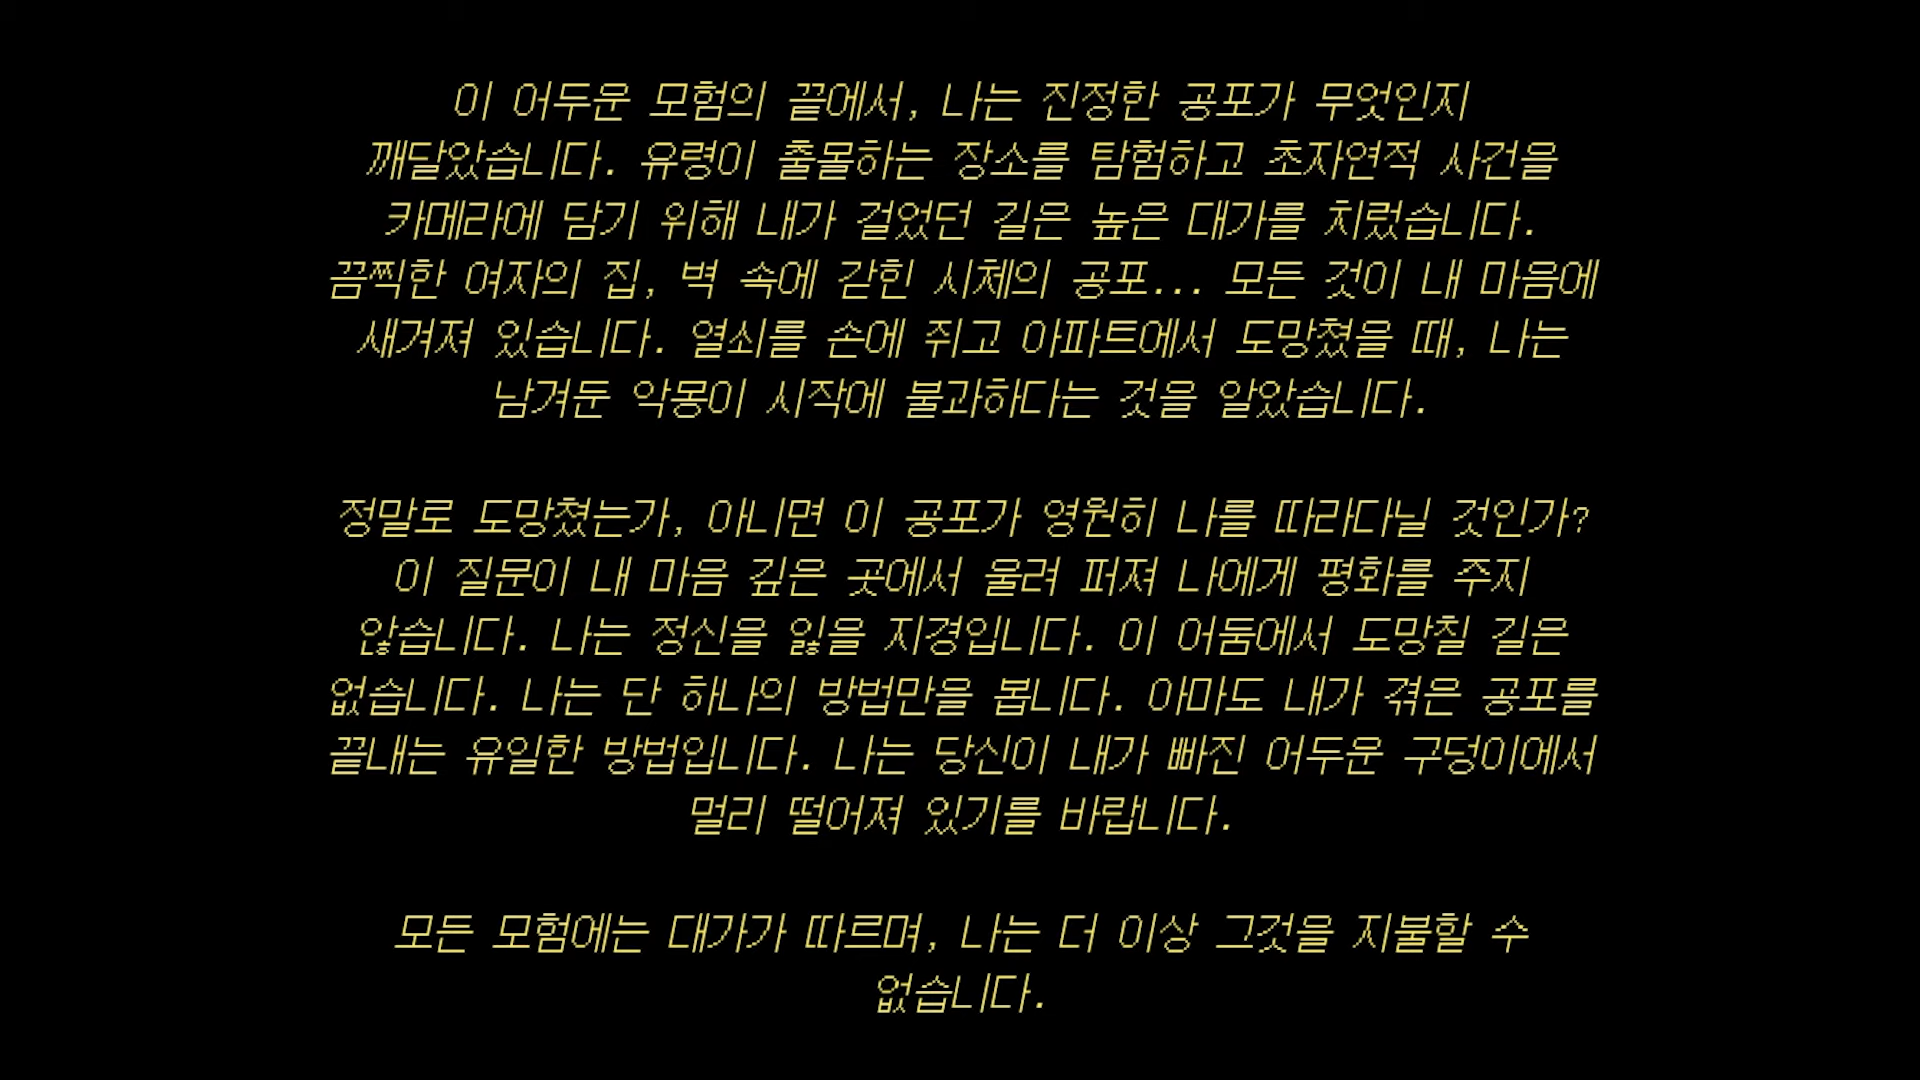 이 어두운 모험의 끝에서, 나는 진정한 공포가 무엇인지
깨달았습니다. 유령이 출몰하는 장소를 탐험하고 초자연적 사건을
카메라에 담기 위해 내가 걸었던 길은 높은 대가를 치렀습니다.
끔찍한 여자의 집, 벽 속에 갇힌 시체의 공포... 모든 것이 내 마음에
새겨져 있습니다. 열쇠를 손에 쥐고 아파트에서 도망쳤을 때, 나는
남겨둔 악몽이 시작에 불과하다는 것을 알았습니다.
정말로 도망쳤는가, 아니면 이 공포가 영원히 나를 따라다닐 것인가?
이 질문이 내 마음 깊은 곳에서 울려 퍼져 나에게 평화를 주지
않습니다. 나는 정신을 잃을 지경입니다. 이 어둠에서 도망칠 길은
없습니다. 나는 단 하나의 방법만을 봅니다. 아마도 내가 겪은 공포를
끝내는 유일한 방법입니다. 나는 당신이 내가 빠진 어두운 구덩이에서
멀리 떨어져 있기를 바랍니다.
모든 모험에는 대가가 따르며, 나는 더 이상 그것을 지불할 수
없습니다.